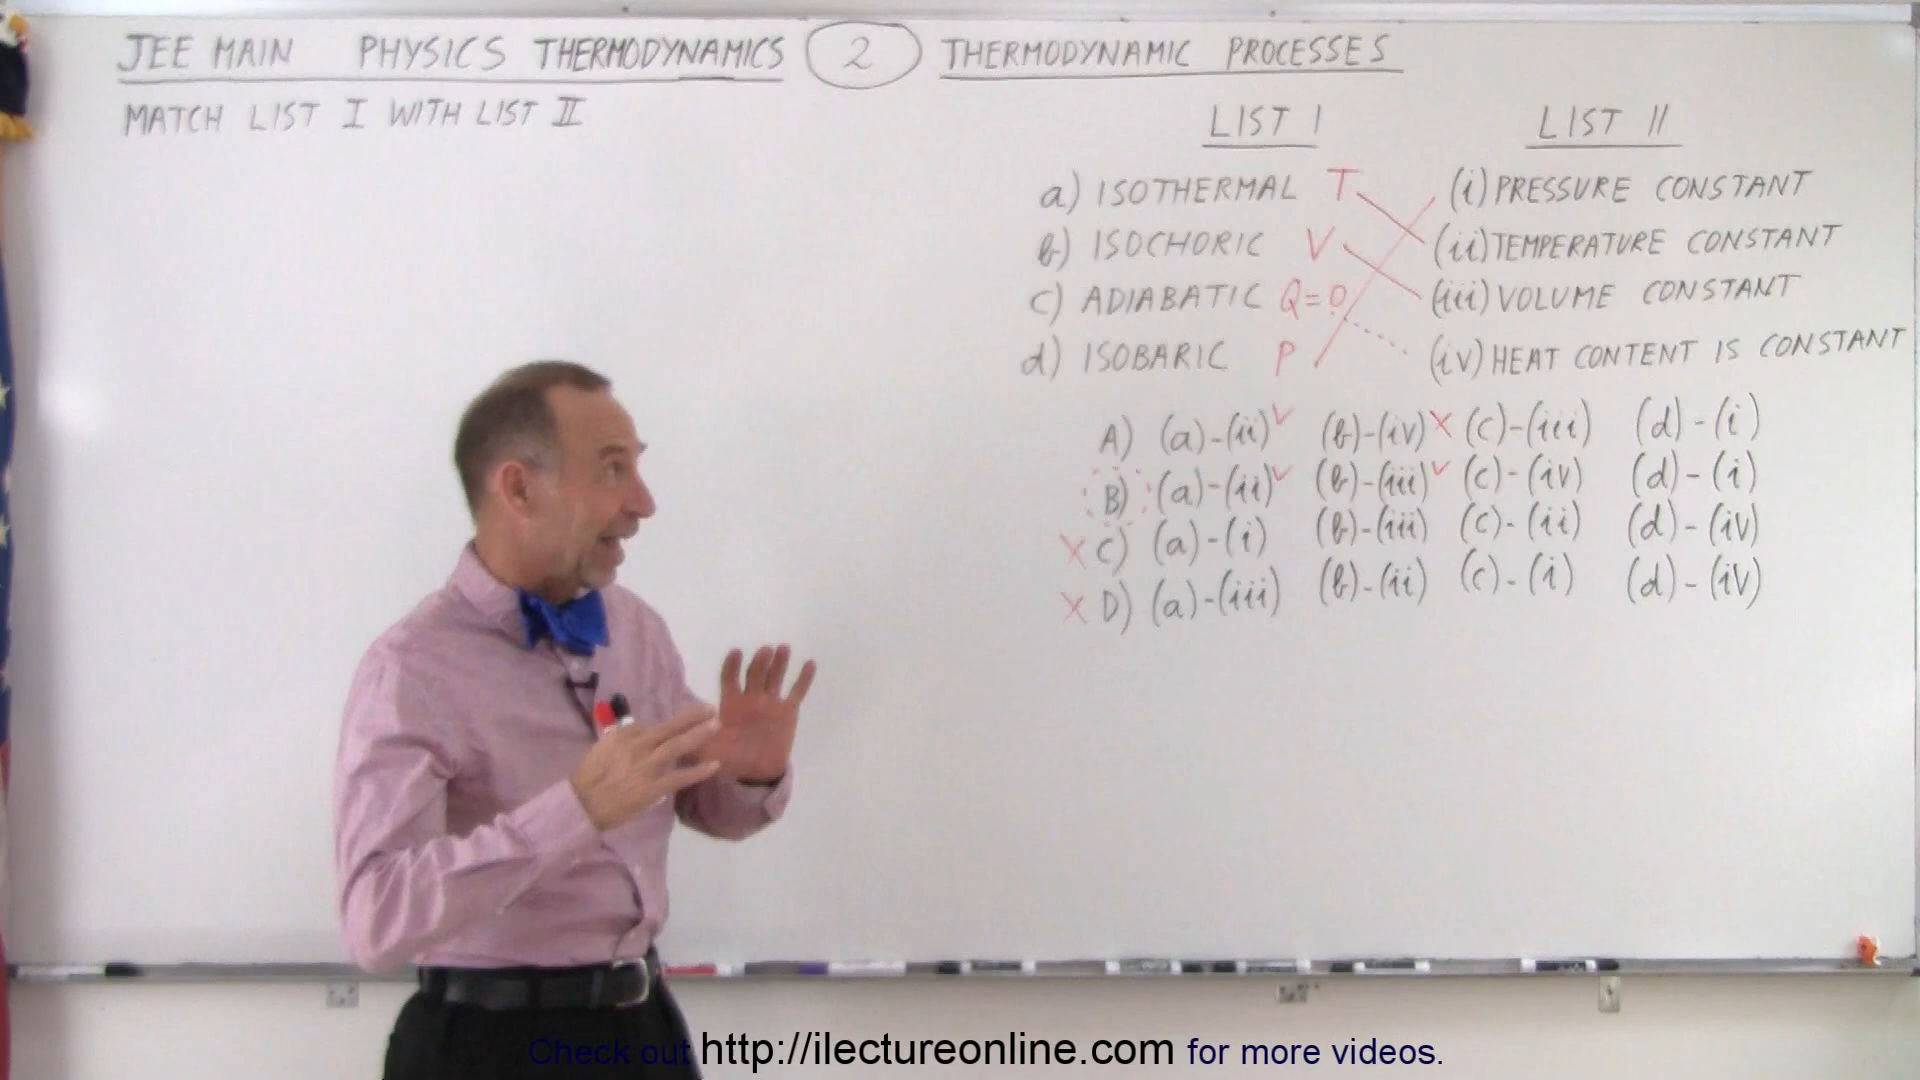 JEE MAIN PHYSICS THERMODYNAMICS 2 THERMODYNAMIC PROCESSES
MATCH LIST I WITH LIST II
LIST I LIST II
a) ISOTHERMAL T (i) PRESSURE CONSTANT
b) ISOCHORIC V (ii) TEMPERATURE CONSTANT
c) ADIABATIC Q=0 (iii) VOLUME CONSTANT
d) ISOBARIC P (iv) HEAT CONTENT IS CONSTANT
A) (a)-(ii) ✓ (b)-(iv) X (c)-(iii) (d)-(i)
B) (a)-(ii) ✓ (b)-(iii) ✓ (c)-(iv) (d)-(i)
X C) (a)-(i) (b)-(iii) (c)-(ii) (d)-(iv)
X D) (a)-(iii) (b)-(ii) (c)-(i) (d)-(iv)
Check out http://ilectureonline.com for more videos.